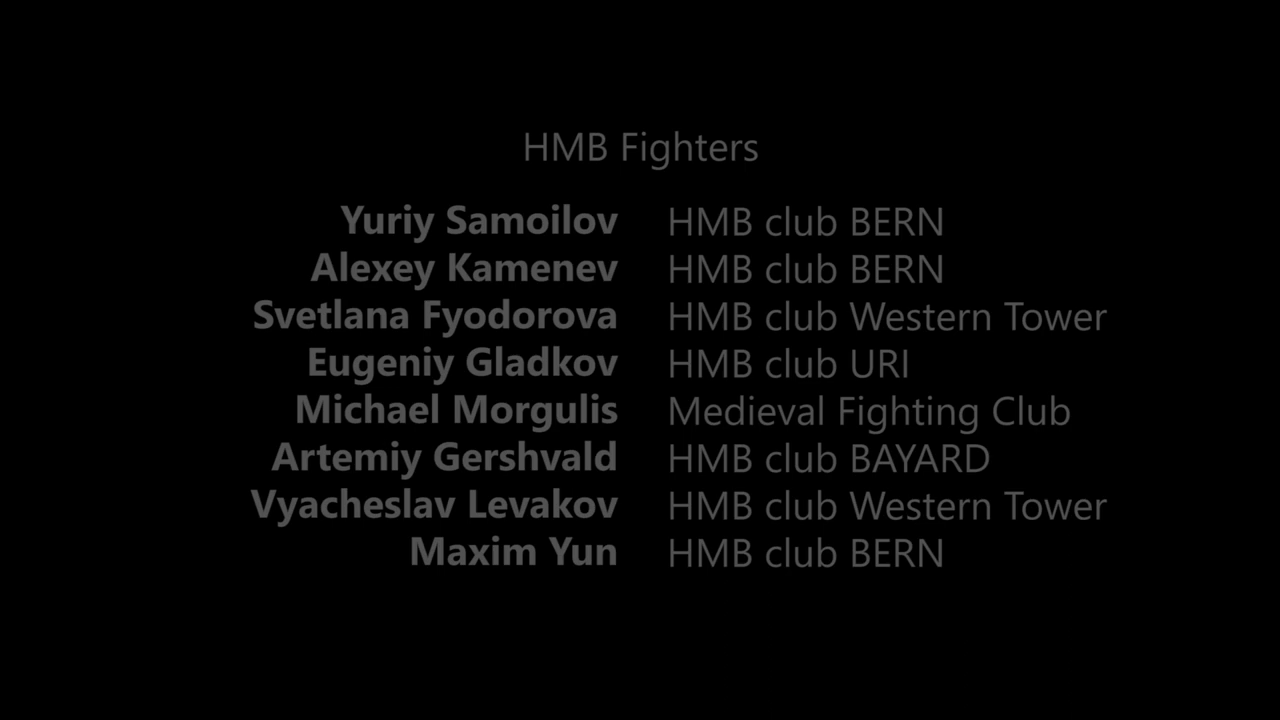 HMB Fighters
Yuriy Samoilov HMB club BERN
Alexey Kamenev HMB club BERN
Svetlana Fyodorova HMB club Western Tower
Eugeniy Gladkov HMB club URI
Michael Morgulis Medieval Fighting Club
Artemiy Gershvald HMB club BAYARD
Vyacheslav Levakov HMB club Western Tower
Maxim Yun HMB club BERN